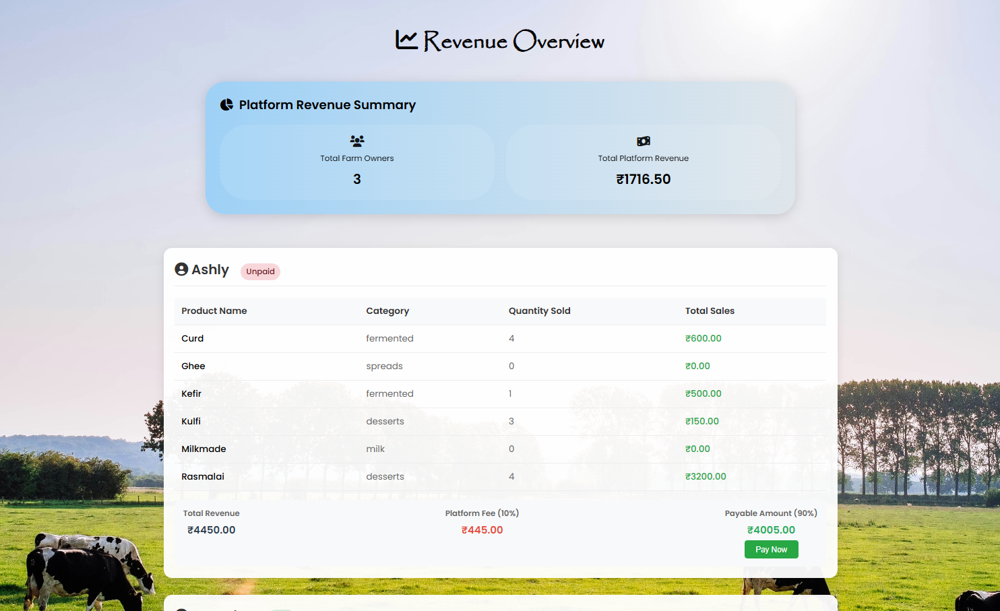 Revenue Overview
Platform Revenue Summary
Total Farm Owners
3
Total Platform Revenue
₹1716.50
Ashly Unpaid
Product Name Category Quantity Sold Total Sales
Curd fermented 4 ₹600.00
Ghee spreads 0 ₹0.00
Kefir fermented 1 ₹500.00
Kulfi desserts 3 ₹150.00
Milkmade milk 0 ₹0.00
Rasmalai desserts 4 ₹3200.00
Total Revenue Platform Fee (10%) Payable Amount (90%)
₹4450.00 ₹445.00 ₹4005.00
Pay Now